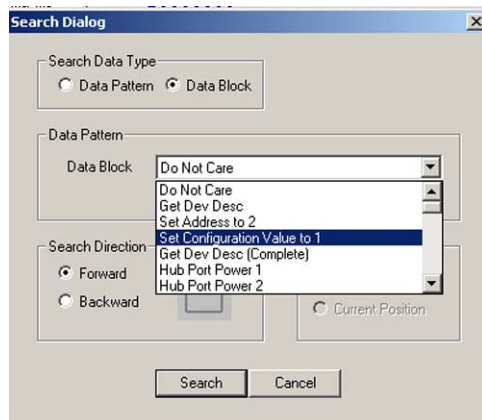 Search Dialog
Search Data Type
Data Pattern
Data Block
Data Pattern
Data Block
Do Not Care
Do Not Care
Get Dev Desc
Set Address to 2
Set Configuration Value to 1
Get Dev Desc (Complete)
Hub Port Power 1
Hub Port Power 2
Search Direction
Forward
Backward
Current Position
Search
Cancel